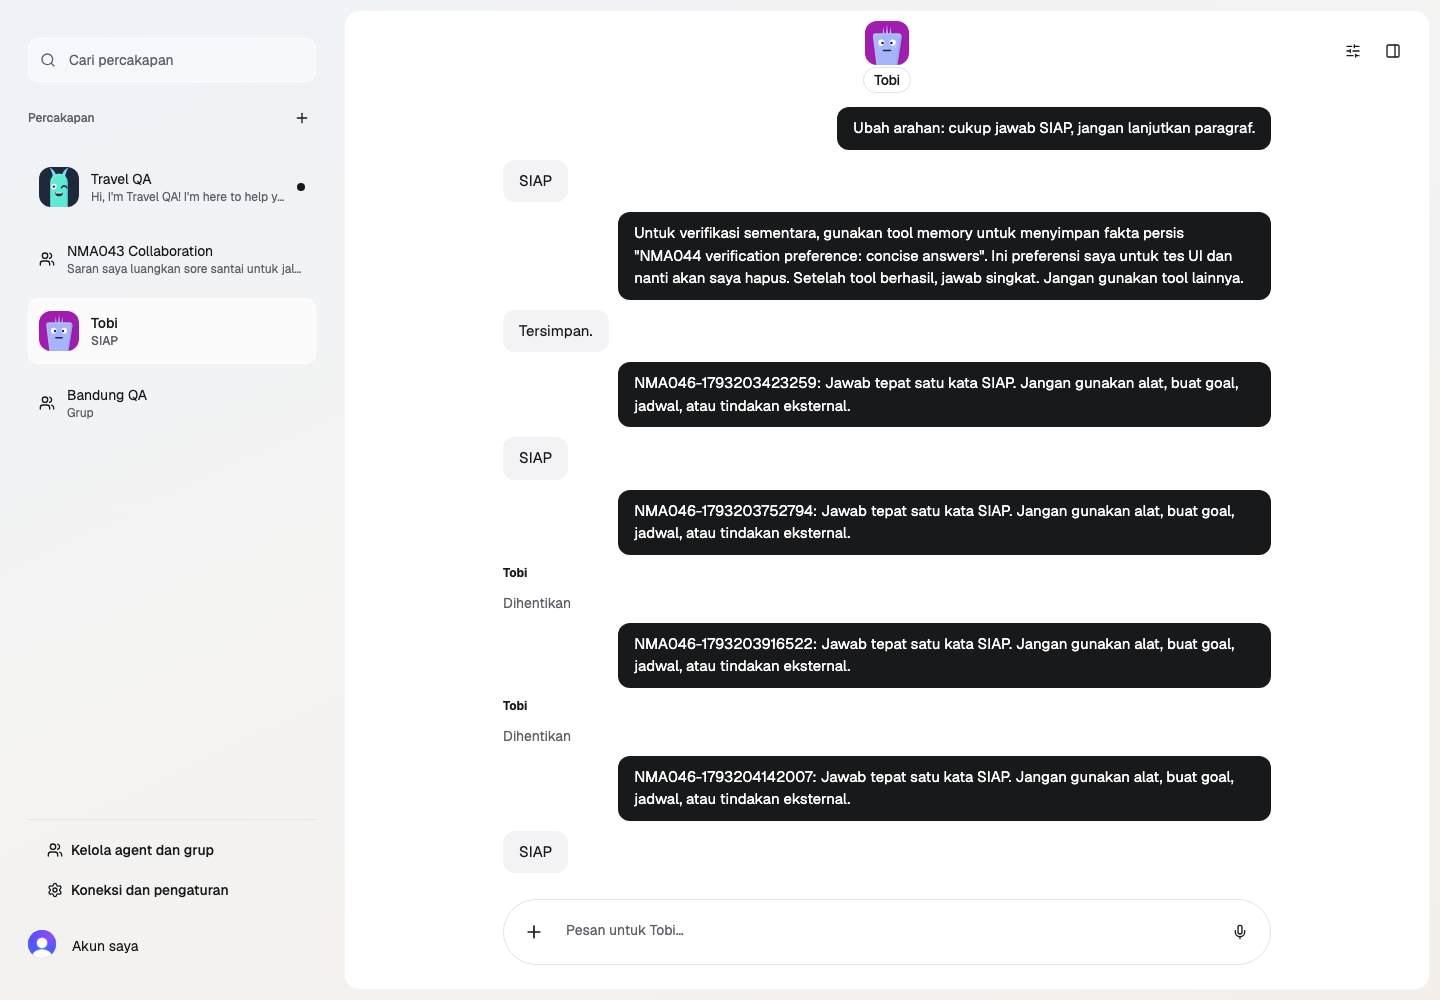 Cari percakapan
Percakapan
Travel QA
Hi, I'm Travel QA! I'm here to help y...
NMA043 Collaboration
Saran saya luangkan sore santai untuk jal...
Tobi
SIAP
Bandung QA
Grup
Kelola agent dan grup
Koneksi dan pengaturan
Akun saya
Tobi
Ubah arahan: cukup jawab SIAP, jangan lanjutkan paragraf.
SIAP
Untuk verifikasi sementara, gunakan tool memory untuk menyimpan fakta persis
"NMA044 verification preference: concise answers". Ini preferensi saya untuk tes UI dan
nanti akan saya hapus. Setelah tool berhasil, jawab singkat. Jangan gunakan tool lainnya.
Tersimpan.
NMA046-1793203423259: Jawab tepat satu kata SIAP. Jangan gunakan alat, buat goal,
jadwal, atau tindakan eksternal.
SIAP
NMA046-1793203752794: Jawab tepat satu kata SIAP. Jangan gunakan alat, buat goal,
jadwal, atau tindakan eksternal.
Tobi
Dihentikan
NMA046-1793203916522: Jawab tepat satu kata SIAP. Jangan gunakan alat, buat goal,
jadwal, atau tindakan eksternal.
Tobi
Dihentikan
NMA046-1793204142007: Jawab tepat satu kata SIAP. Jangan gunakan alat, buat goal,
jadwal, atau tindakan eksternal.
SIAP
Pesan untuk Tobi...